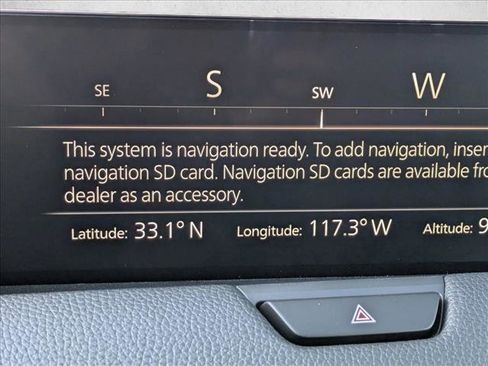 SE S SW W
This system is navigation ready. To add navigation, inser
navigation SD card. Navigation SD cards are available fro
dealer as an accessory.
Latitude: 33.1° N Longitude: 117.3° W Altitude: 9